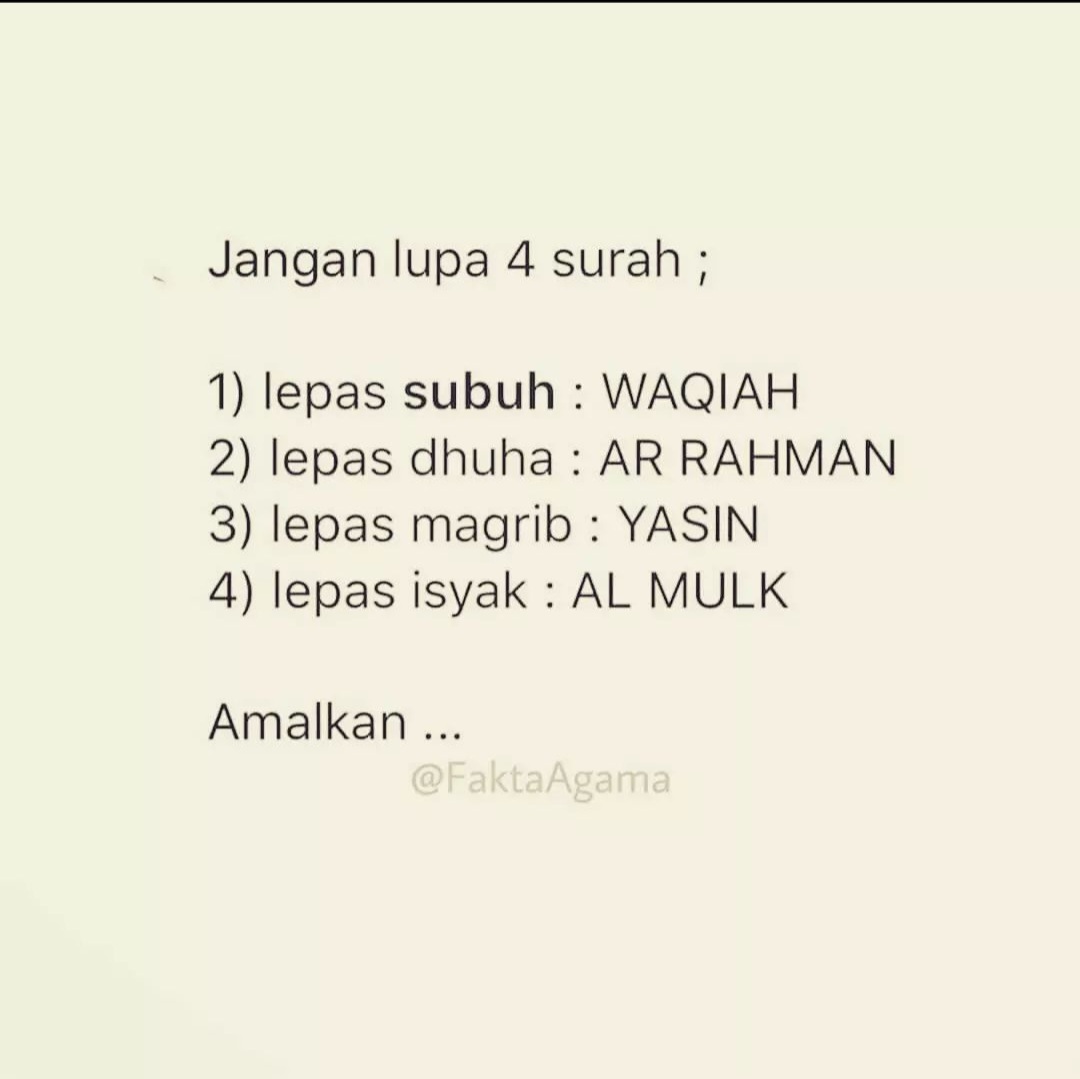 Jangan lupa 4 surah ;
1) lepas subuh : WAQIAH
2) lepas dhuha : AR RAHMAN
3) lepas magrib : YASIN
4) lepas isyak : AL MULK
Amalkan ...
@FaktaAgama